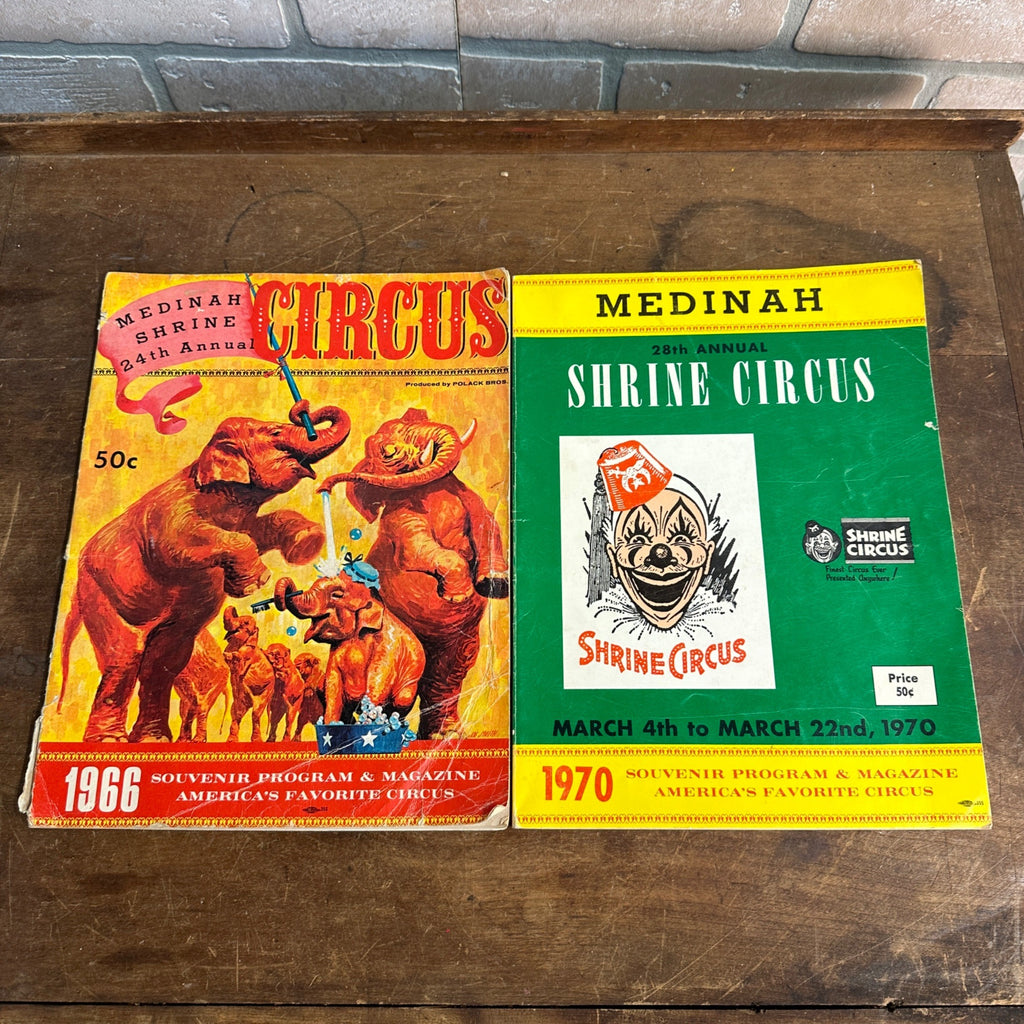 MEDINAH
SHRINE
24th Annual
CIRCUS
Produced by POLACK BROS.
50c
1966
SOUVENIR PROGRAM & MAGAZINE
AMERICA'S FAVORITE CIRCUS
MEDINAH
28th ANNUAL
SHRINE CIRCUS
SHRINE CIRCUS
SHRINE
CIRCUS
Finest Circus Ever
Presented Anywhere!
Price
50¢
MARCH 4th to MARCH 22nd, 1970
1970
SOUVENIR PROGRAM & MAGAZINE
AMERICA'S FAVORITE CIRCUS